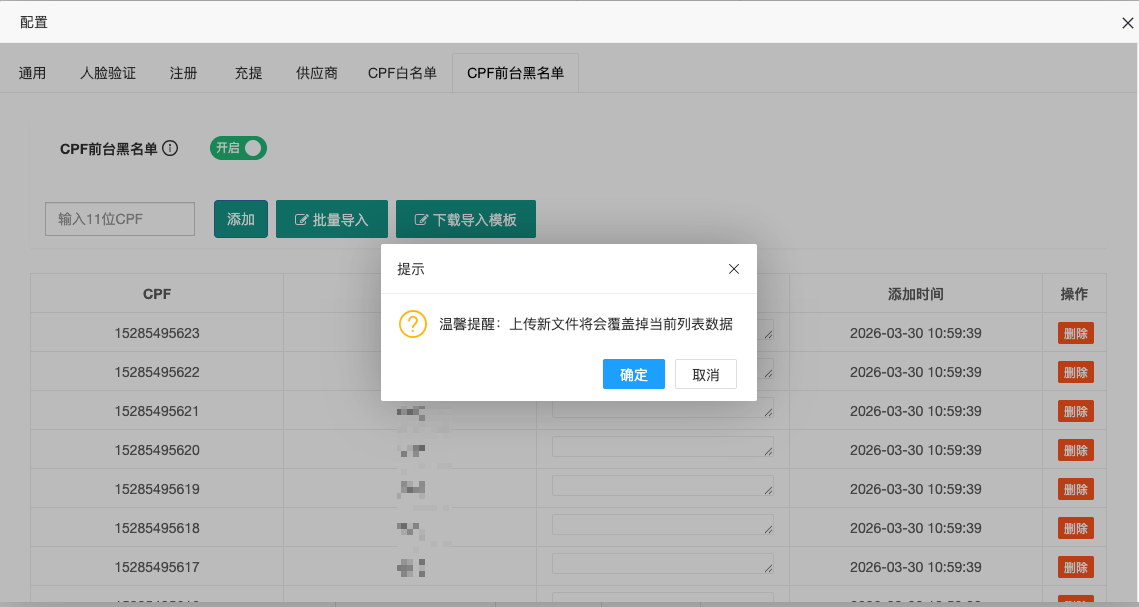 配置
通用 人脸验证 注册 充提 供应商 CPF白名单 CPF前台黑名单
CPF前台黑名单 开启
输入11位CPF 添加 批量导入 下载导入模板
提示
温馨提醒：上传新文件将会覆盖掉当前列表数据
确定 取消
CPF 添加时间 操作
15285495623 2026-03-30 10:59:39 删除
15285495622 2026-03-30 10:59:39 删除
15285495621 2026-03-30 10:59:39 删除
15285495620 2026-03-30 10:59:39 删除
15285495619 2026-03-30 10:59:39 删除
15285495618 2026-03-30 10:59:39 删除
15285495617 2026-03-30 10:59:39 删除